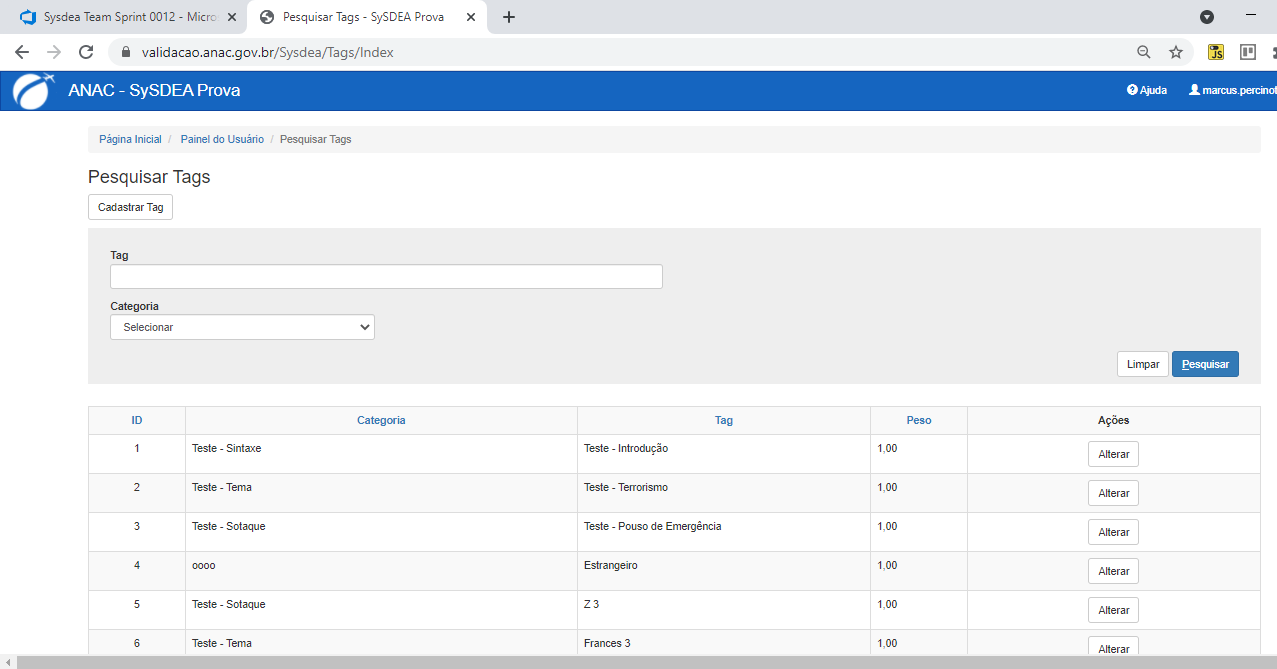 Sysdea Team Sprint 0012 - Micro
Pesquisar Tags - SySDEA Prova
validacao.anac.gov.br/Sysdea/Tags/Index
JS
ANAC - SySDEA Prova
Ajuda
marcus.percinot
Página Inicial / Painel do Usuário / Pesquisar Tags
Pesquisar Tags
Cadastrar Tag
Tag
Categoria
Selecionar
Limpar Pesquisar
ID Categoria Tag Peso Ações
1 Teste - Sintaxe Teste - Introdução 1,00 Alterar
2 Teste - Tema Teste - Terrorismo 1,00 Alterar
3 Teste - Sotaque Teste - Pouso de Emergência 1,00 Alterar
4 oooo Estrangeiro 1,00 Alterar
5 Teste - Sotaque Z 3 1,00 Alterar
6 Teste - Tema Frances 3 1,00 Alterar